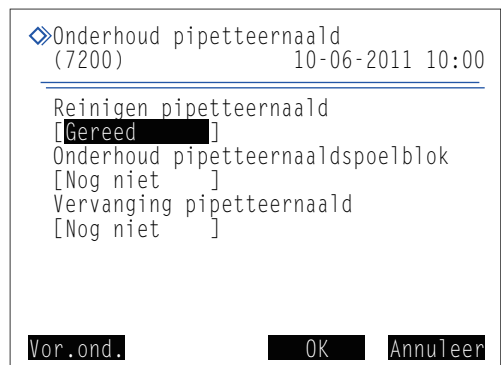 Onderhoud pipetteernaald
(7200) 10-06-2011 10:00
Reinigen pipetteernaald
[Gereed ]
Onderhoud pipetteernaaldspoelblok
[Nog niet ]
Vervanging pipetteernaald
[Nog niet ]
Vor.ond. OK Annuleer